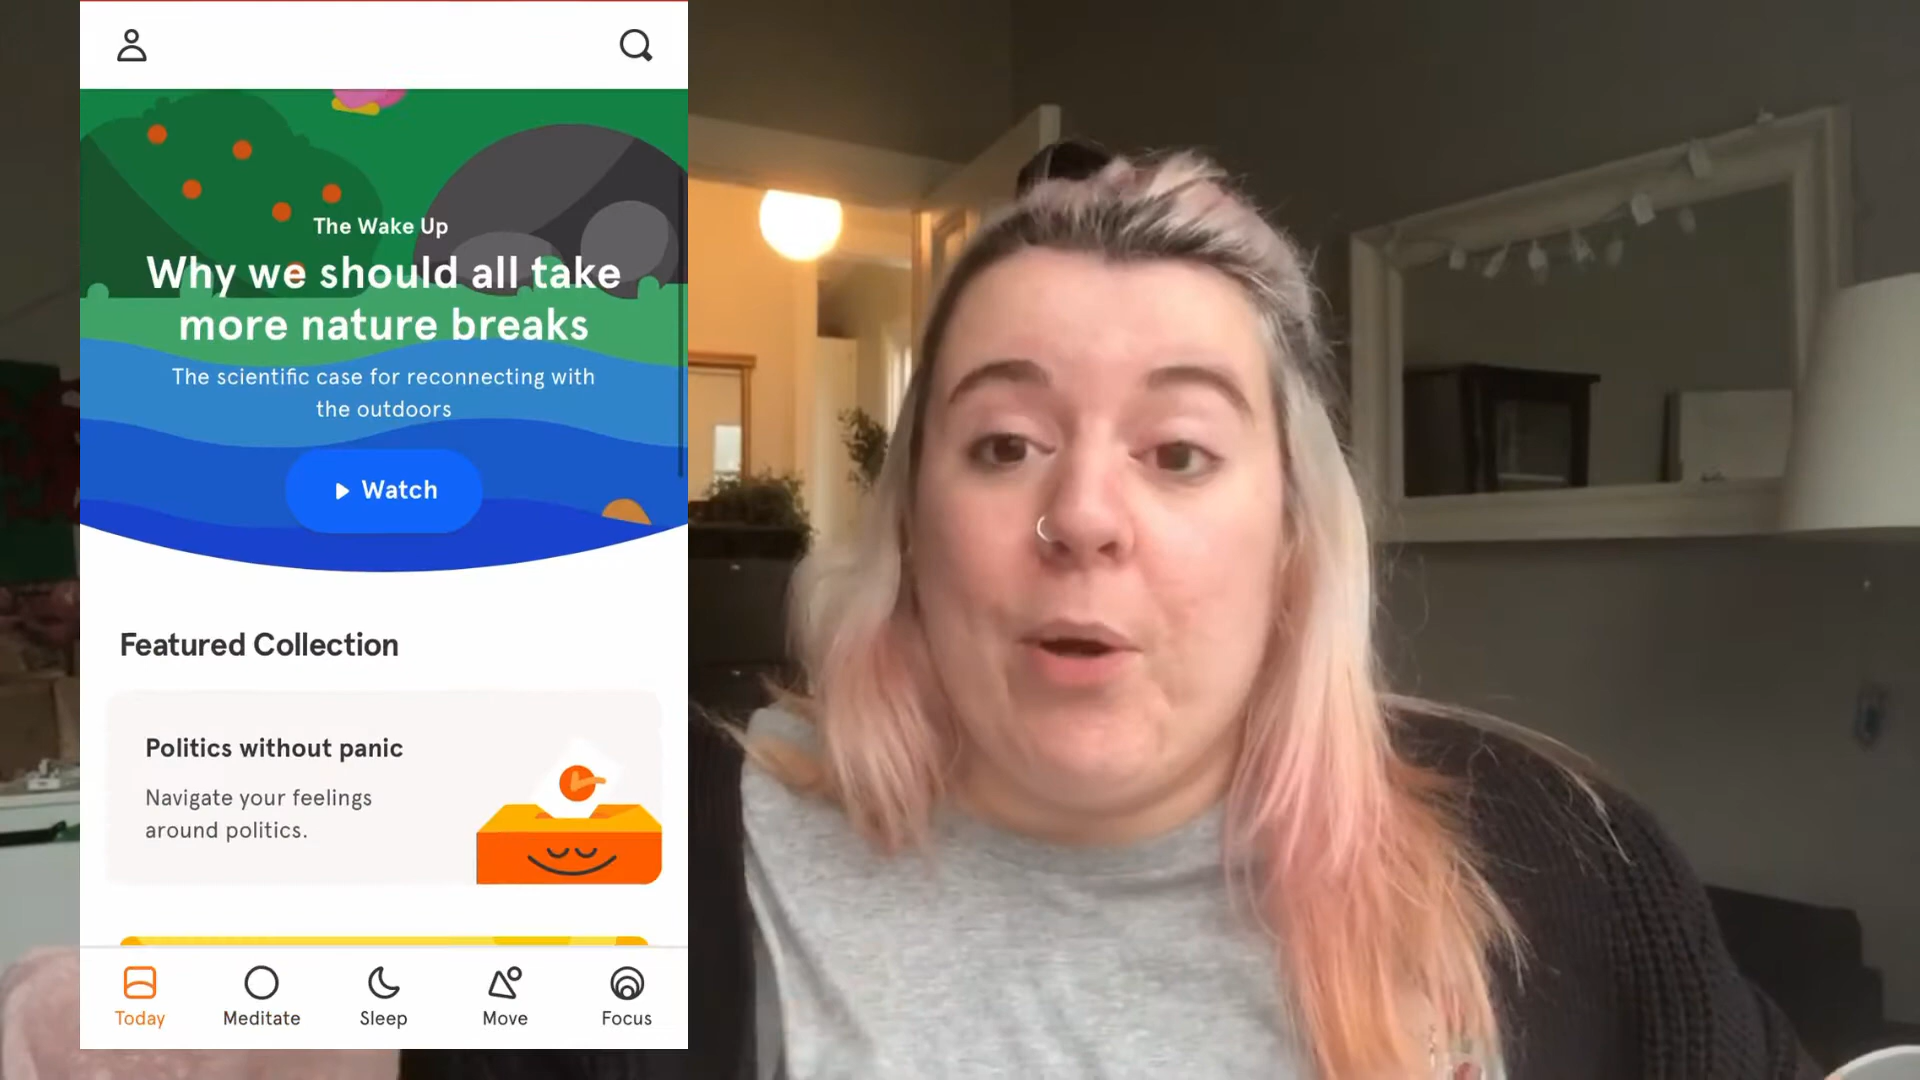 The Wake Up
Why we should all take
more nature breaks
The scientific case for reconnecting with
the outdoors
Watch
Featured Collection
Politics without panic
Navigate your feelings
around politics.
Today
Meditate
Sleep
Move
Focus